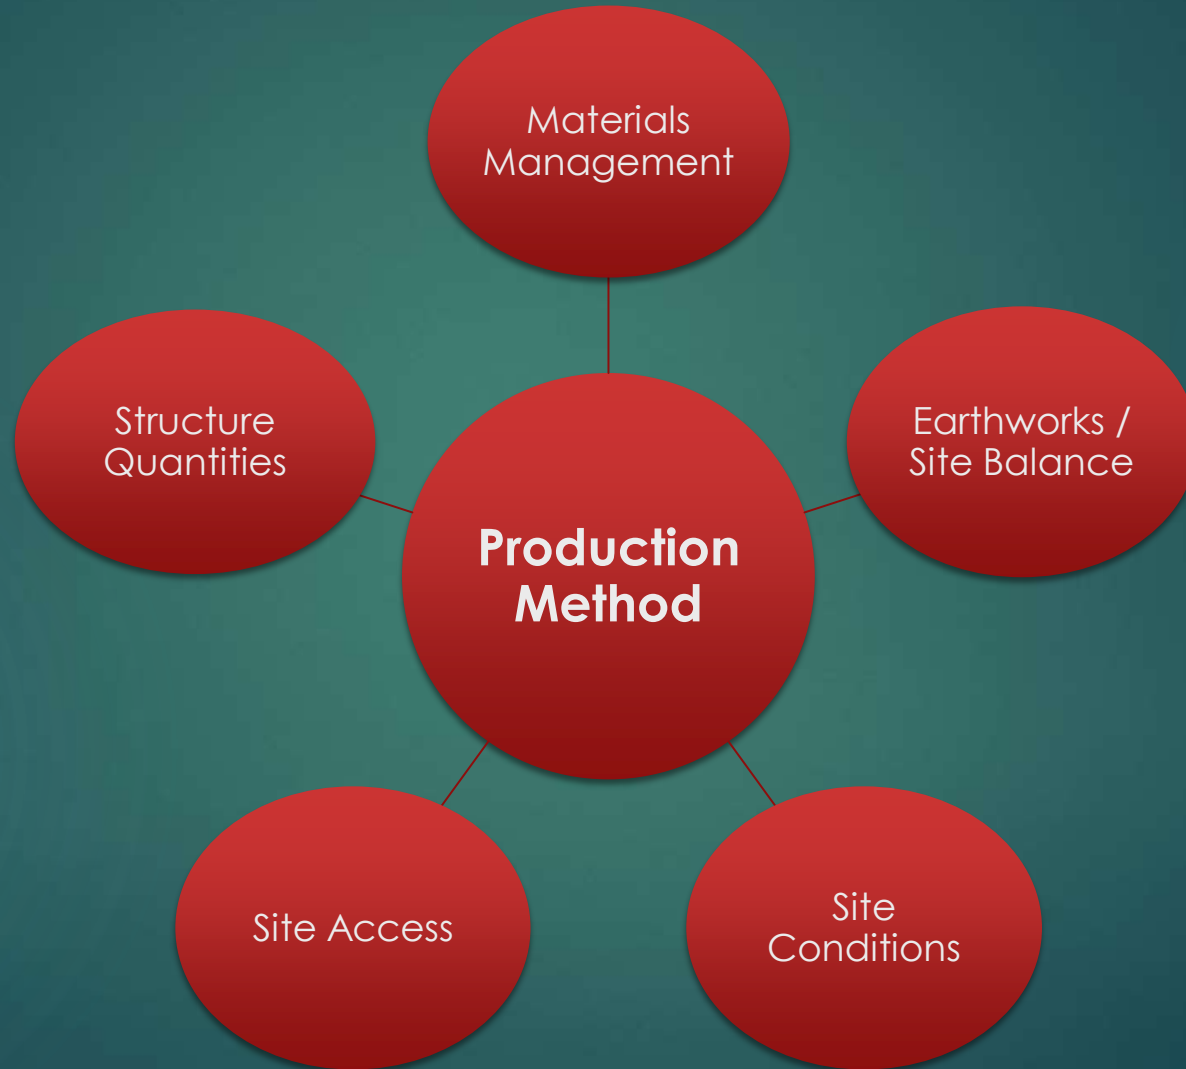 Materials
Management
Structure
Quantities
Earthworks /
Site Balance
Production
Method
Site Access
Site
Conditions